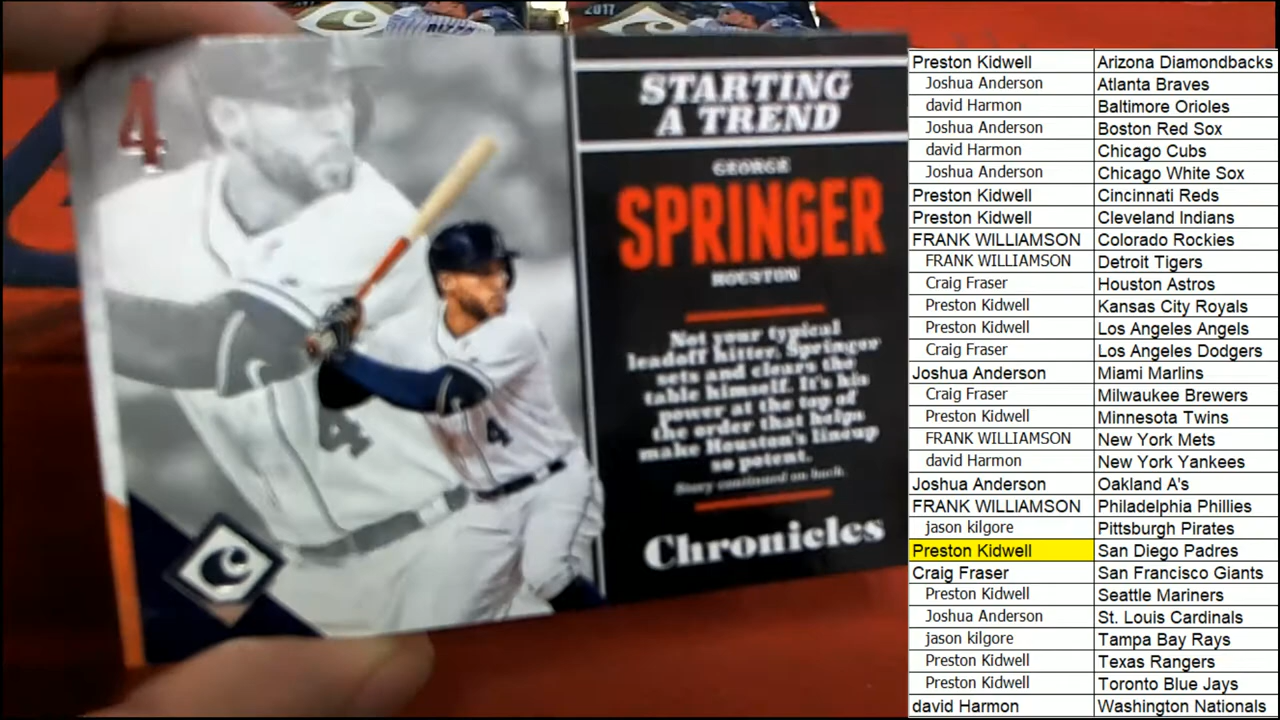 2017
RIZZO
2017
4
STARTING
A TREND
GEORGE
SPRINGER
HOUSTON
Not your typical
leadoff hitter, Springer
sets and clears the
table himself. It's his
power at the top of
the order that helps
make Houston's lineup
so potent.
Story continued on back.
Chronicles
4
4
C
Preston Kidwell Arizona Diamondbacks
Joshua Anderson Atlanta Braves
david Harmon Baltimore Orioles
Joshua Anderson Boston Red Sox
david Harmon Chicago Cubs
Joshua Anderson Chicago White Sox
Preston Kidwell Cincinnati Reds
Preston Kidwell Cleveland Indians
FRANK WILLIAMSON Colorado Rockies
FRANK WILLIAMSON Detroit Tigers
Craig Fraser Houston Astros
Preston Kidwell Kansas City Royals
Preston Kidwell Los Angeles Angels
Craig Fraser Los Angeles Dodgers
Joshua Anderson Miami Marlins
Craig Fraser Milwaukee Brewers
Preston Kidwell Minnesota Twins
FRANK WILLIAMSON New York Mets
david Harmon New York Yankees
Joshua Anderson Oakland A's
FRANK WILLIAMSON Philadelphia Phillies
jason kilgore Pittsburgh Pirates
Preston Kidwell San Diego Padres
Craig Fraser San Francisco Giants
Preston Kidwell Seattle Mariners
Joshua Anderson St. Louis Cardinals
jason kilgore Tampa Bay Rays
Preston Kidwell Texas Rangers
Preston Kidwell Toronto Blue Jays
david Harmon Washington Nationals